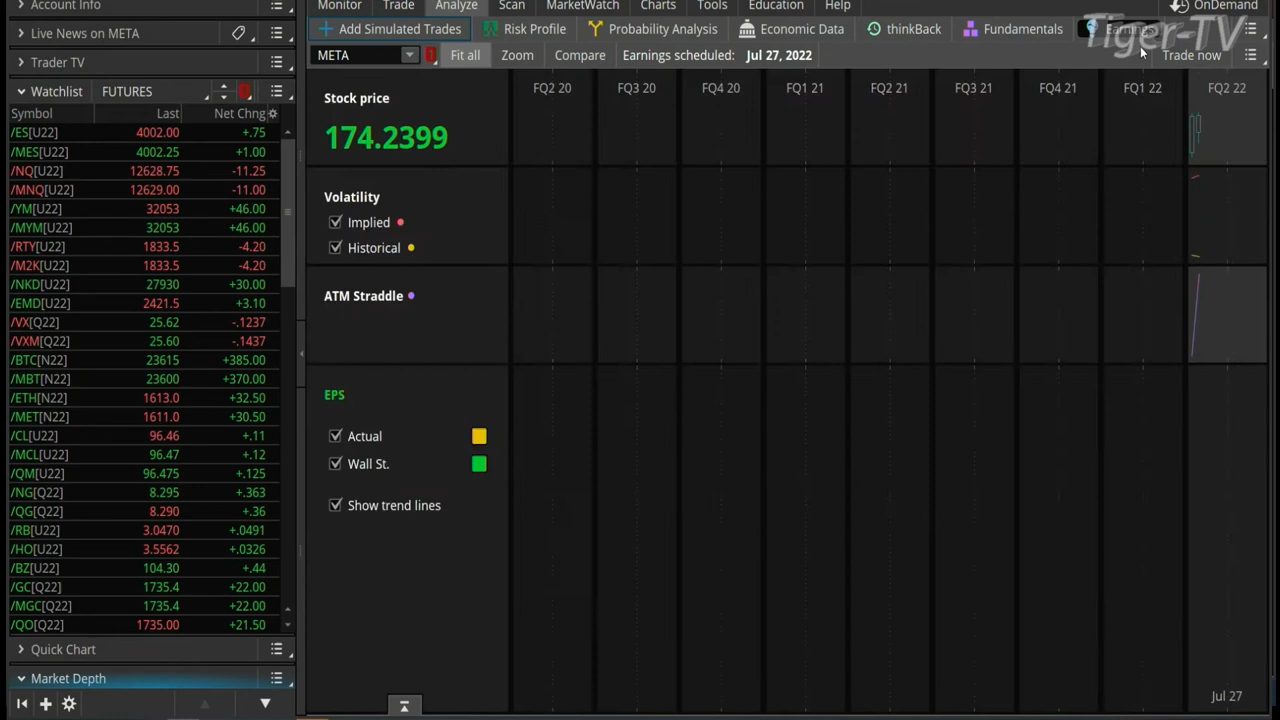 Account Info
Monitor Trade Analyze Scan MarketWatch Charts Tools Education Help
OnDemand
Live News on META
Add Simulated Trades Risk Profile Probability Analysis Economic Data thinkBack Fundamentals Earnings
Tiger-TV
Trader TV
META Fit all Zoom Compare Earnings scheduled: Jul 27, 2022 Trade now
Watchlist FUTURES
FQ2 20 FQ3 20 FQ4 20 FQ1 21 FQ2 21 FQ3 21 FQ4 21 FQ1 22 FQ2 22
Symbol Last Net Chng
/ES[U22] 4002.00 +.75
/MES[U22] 4002.25 +1.00
/NQ[U22] 12628.75 -11.25
/MNQ[U22] 12629.00 -11.00
/YM[U22] 32053 +46.00
/MYM[U22] 32053 +46.00
/RTY[U22] 1833.5 -4.20
/M2K[U22] 1833.5 -4.20
/NKD[U22] 27930 +30.00
/EMD[U22] 2421.5 +3.10
/VX[Q22] 25.62 -.1237
/VXM[Q22] 25.60 -.1437
/BTC[N22] 23615 +385.00
/MBT[N22] 23600 +370.00
/ETH[N22] 1613.0 +32.50
/MET[N22] 1611.0 +30.50
/CL[U22] 96.46 +.11
/MCL[U22] 96.47 +.12
/QM[U22] 96.475 +.125
/NG[Q22] 8.295 +.363
/QG[Q22] 8.290 +.36
/RB[U22] 3.0470 +.0491
/HO[U22] 3.5562 +.0326
/BZ[U22] 104.30 +.44
/GC[Q22] 1735.4 +22.00
/MGC[Q22] 1735.4 +22.00
/QO[Q22] 1735.00 +21.50
Quick Chart
Market Depth
Stock price
174.2399
Volatility
Implied
Historical
ATM Straddle
EPS
Actual
Wall St.
Show trend lines
Jul 27